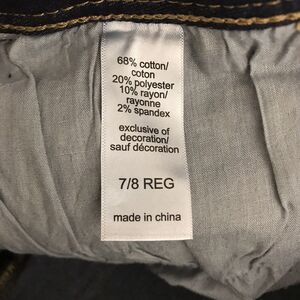 68% cotton/
coton
20% polyester
10% rayon/
rayonne
2% spandex
exclusive of
decoration/
sauf décoration
7/8 REG
made in china